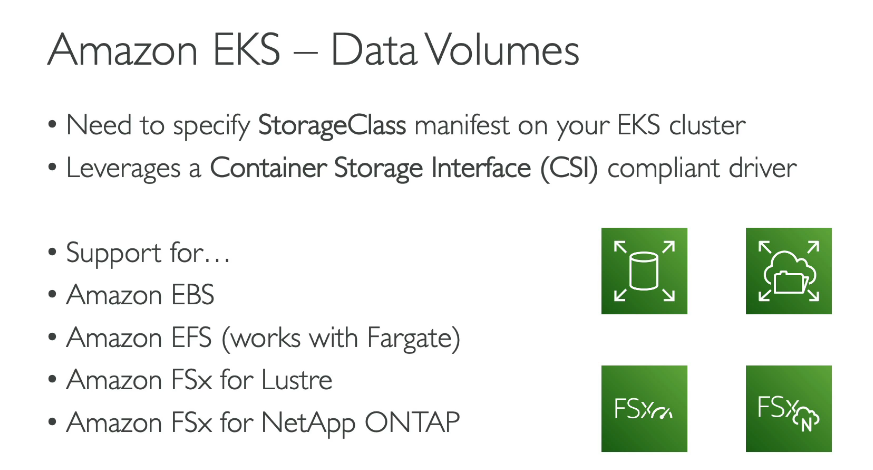 Amazon EKS – Data Volumes
• Need to specify StorageClass manifest on your EKS cluster
• Leverages a Container Storage Interface (CSI) compliant driver
• Support for…
• Amazon EBS
• Amazon EFS (works with Fargate)
• Amazon FSx for Lustre
• Amazon FSx for NetApp ONTAP
FSx
FSx
N